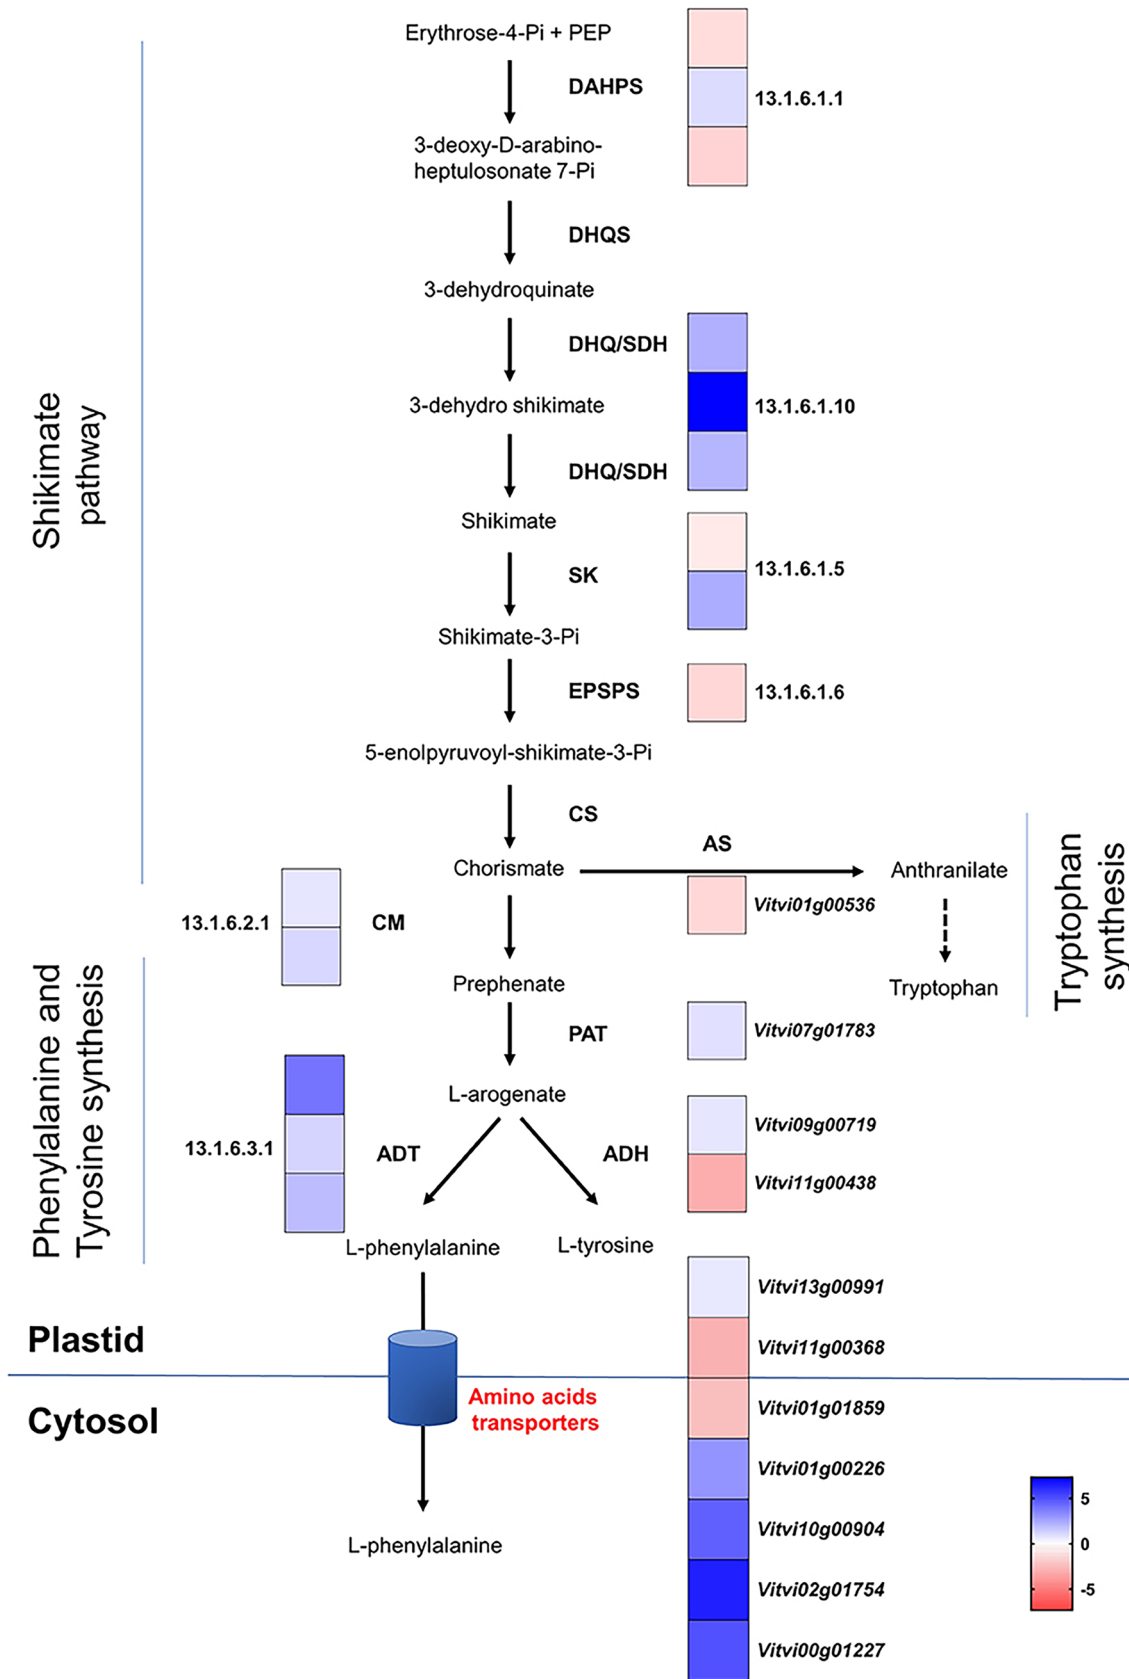 Erythrose-4-Pi + PEP
DAHPS
13.1.6.1.1
3-deoxy-D-arabino-
heptulosonate 7-Pi
DHQS
3-dehydroquinate
DHQ/SDH
3-dehydro shikimate
13.1.6.1.10
DHQ/SDH
Shikimate
pathway
Shikimate
SK
13.1.6.1.5
Shikimate-3-Pi
EPSPS
13.1.6.1.6
5-enolpyruvoyl-shikimate-3-Pi
CS
AS
Chorismate
Anthranilate
Vitvi01g00536
13.1.6.2.1
CM
Tryptophan
synthesis
Prephenate
Tryptophan
PAT
Vitvi07g01783
Phenylalanine and
Tyrosine synthesis
L-arogenate
Vitvi09g00719
13.1.6.3.1
ADT
ADH
Vitvi11g00438
L-phenylalanine
L-tyrosine
Vitvi13g00991
Plastid
Vitvi11g00368
Cytosol
Amino acids
transporters
Vitvi01g01859
Vitvi01g00226
5
Vitvi10g00904
0
L-phenylalanine
Vitvi02g01754
-5
Vitvi00g01227